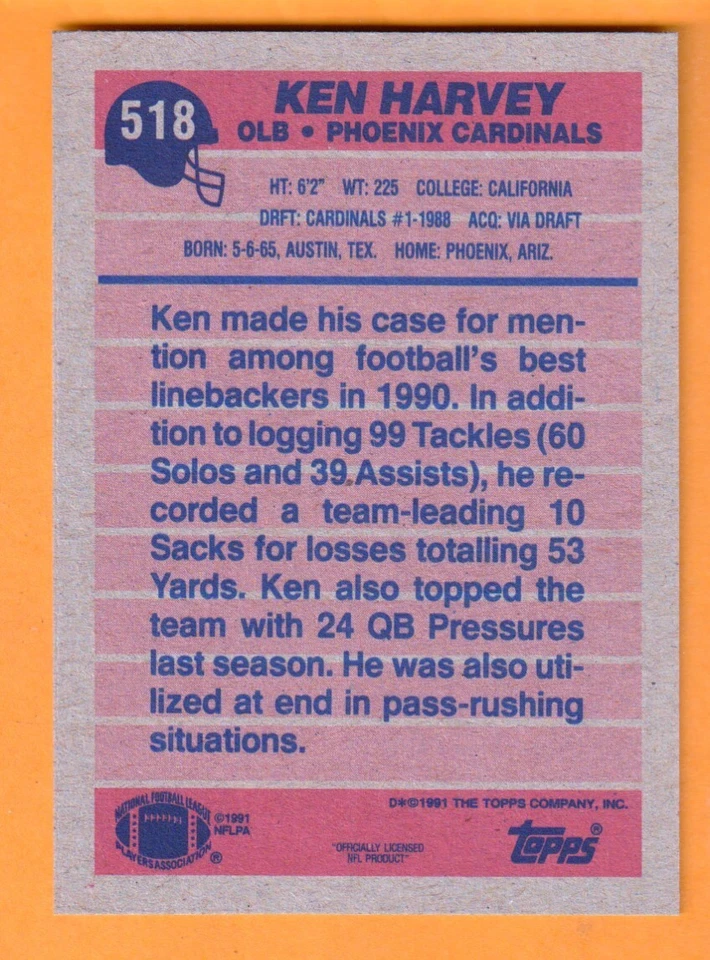 518
KEN HARVEY
OLB • PHOENIX CARDINALS
HT: 6'2" WT: 225 COLLEGE: CALIFORNIA
DRFT: CARDINALS #1-1988 ACQ: VIA DRAFT
BORN: 5-6-65, AUSTIN, TEX. HOME: PHOENIX, ARIZ.
Ken made his case for men-
tion among football's best
linebackers in 1990. In addi-
tion to logging 99 Tackles (60
Solos and 39 Assists), he re-
corded a team-leading 10
Sacks for losses totalling 53
Yards. Ken also topped the
team with 24 QB Pressures
last season. He was also uti-
lized at end in pass-rushing
situations.
NATIONAL FOOTBALL LEAGUE
PLAYERS ASSOCIATION ®
©1991
NFLPA
D*©1991 THE TOPPS COMPANY, INC.
"OFFICIALLY LICENSED
NFL PRODUCT"
topps®